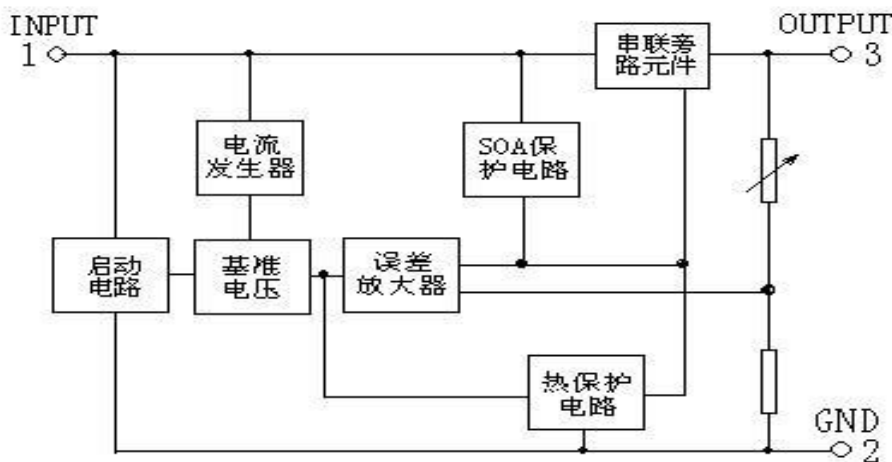 INPUT
1
OUTPUT
3
串联旁
路元件
电流
发生器
SOA保
护电路
启动
电路
基准
电压
误差
放大器
热保护
电路
GND
2